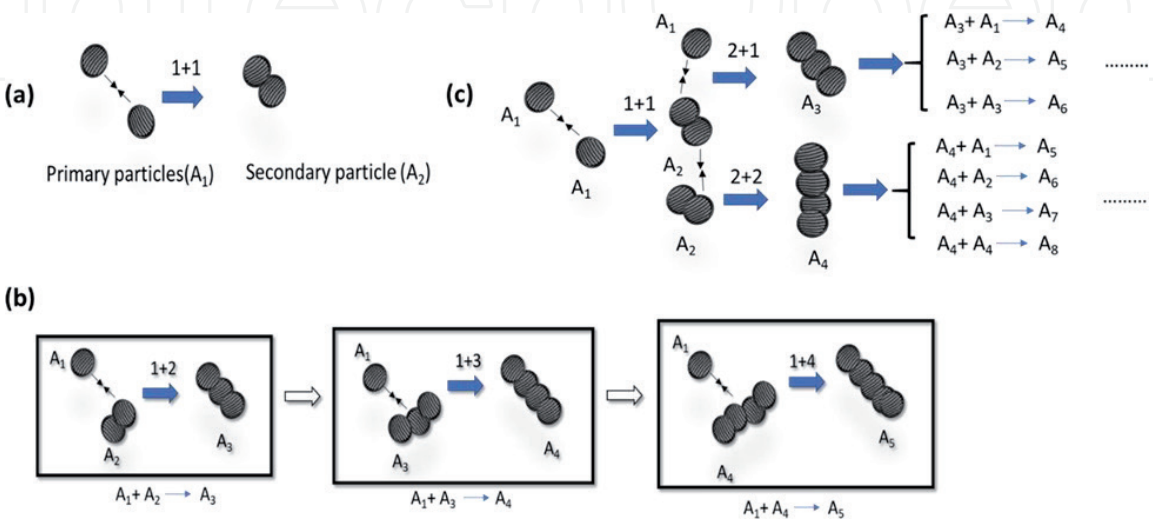 (a)
1+1
Primary particles(A₁)
Secondary particle (A₂)
(c)
A₁
A₁
1+1
A₁
A₂
A₂
2+1
A₃
2+2
A₄
A₃+ A₁ → A₄
A₃+ A₂ → A₅
A₃+ A₃ → A₆
.........
A₄+ A₁ → A₅
A₄+ A₂ → A₆
A₄+ A₃ → A₇
A₄+ A₄ → A₈
.........
(b)
A₁
1+2
A₂
A₃
A₁+ A₂ → A₃
A₁
1+3
A₃
A₄
A₁+ A₃ → A₄
A₁
1+4
A₄
A₅
A₁+ A₄ → A₅